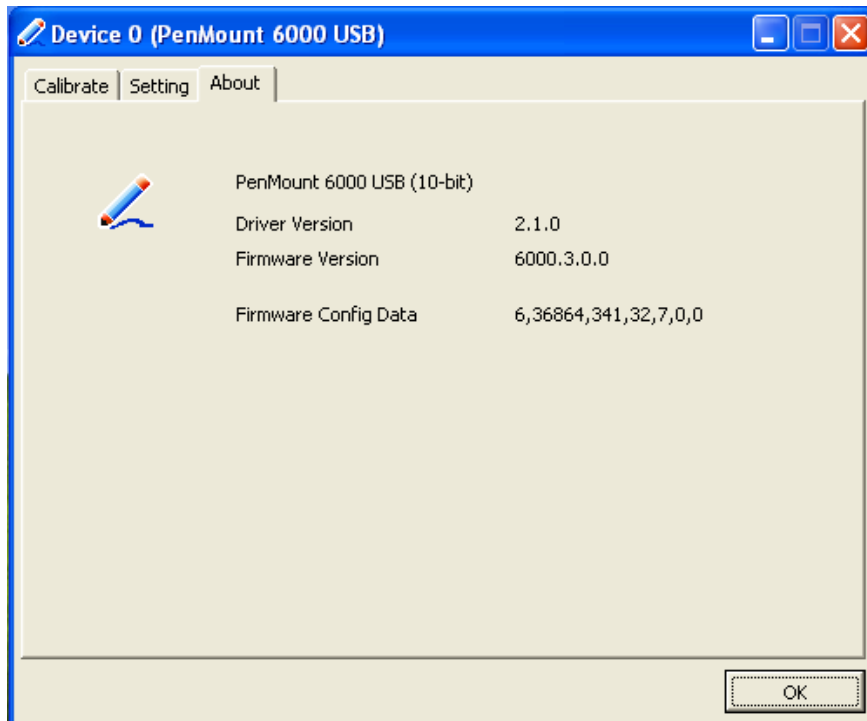 Device 0 (PenMount 6000 USB)
Calibrate Setting About
PenMount 6000 USB (10-bit)
Driver Version 2.1.0
Firmware Version 6000.3.0.0
Firmware Config Data 6,36864,341,32,7,0,0
OK